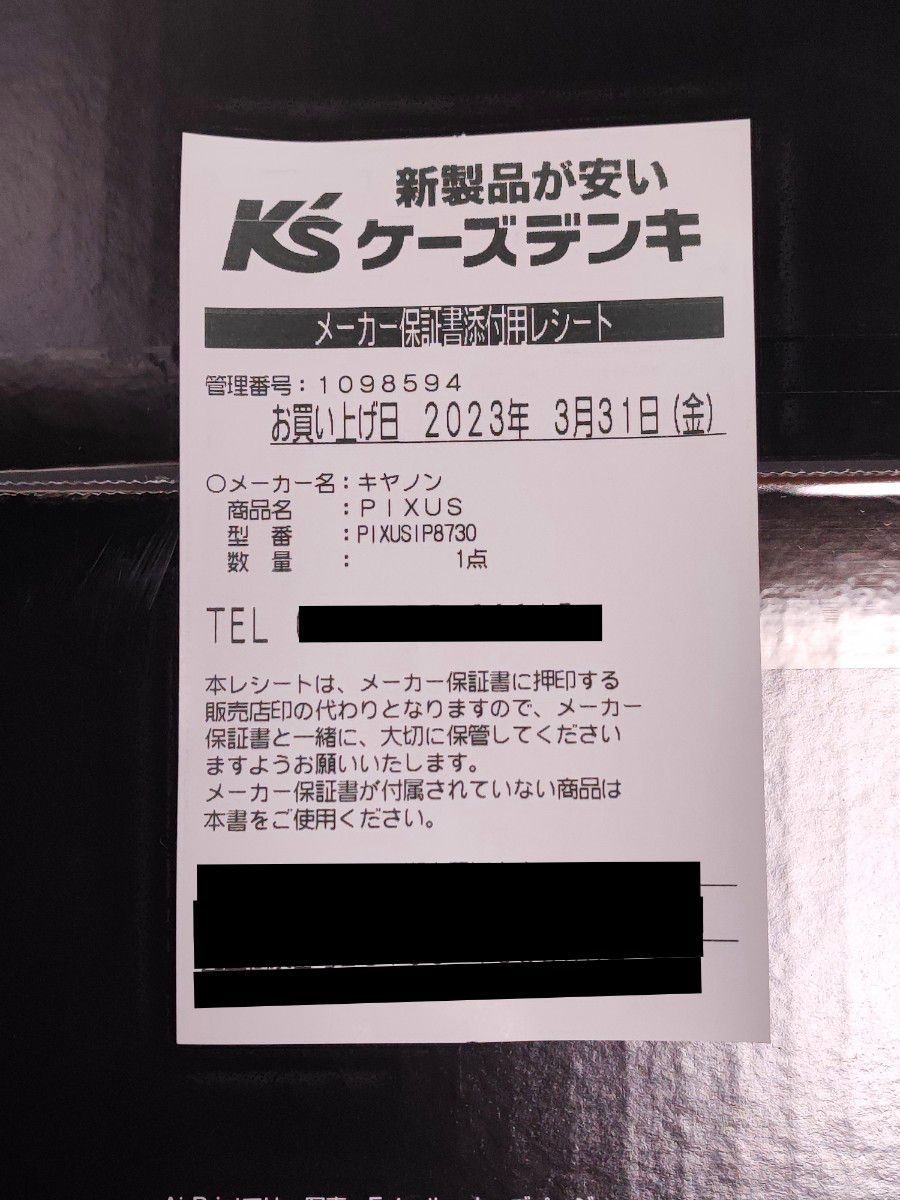 新製品が安い
K's ケーズデンキ
メーカー保証書添付用レシート
管理番号：1098594
お買い上げ日 2023年 3月31日(金)
○メーカー名：キヤノン
商品名 ：ＰＩＸＵＳ
型 番 ：PIXUSIP8730
数 量 ： 1点
TEL
本レシートは、メーカー保証書に押印する
販売店印の代わりとなりますので、メーカー
保証書と一緒に、大切に保管してください
ますようお願いいたします。
メーカー保証書が付属されていない商品は
本書をご使用ください。